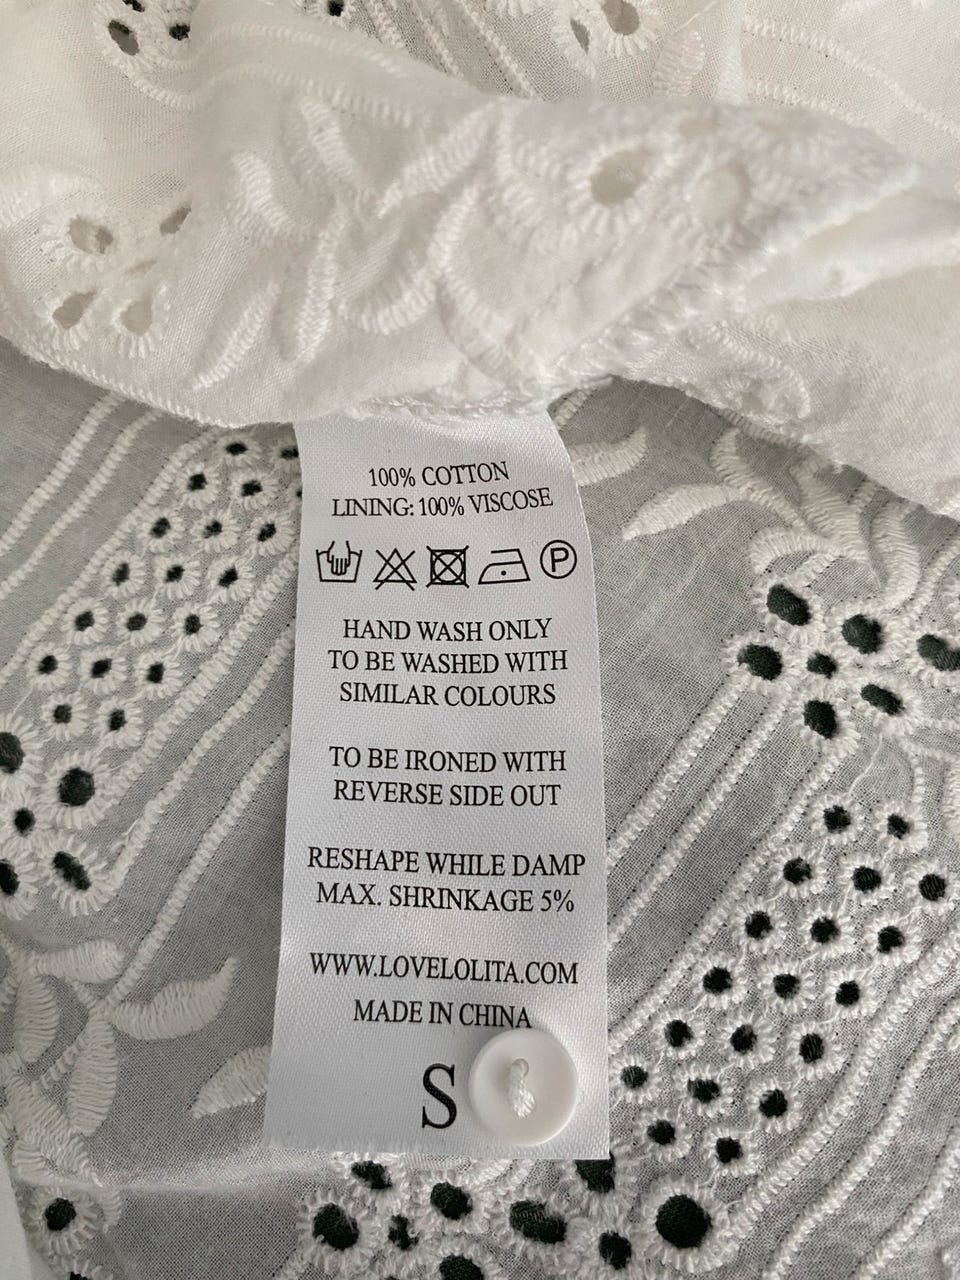 100% COTTON
LINING: 100% VISCOSE
P
HAND WASH ONLY
TO BE WASHED WITH
SIMILAR COLOURS
TO BE IRONED WITH
REVERSE SIDE OUT
RESHAPE WHILE DAMP
MAX. SHRINKAGE 5%
WWW.LOVELOLITA.COM
MADE IN CHINA
S